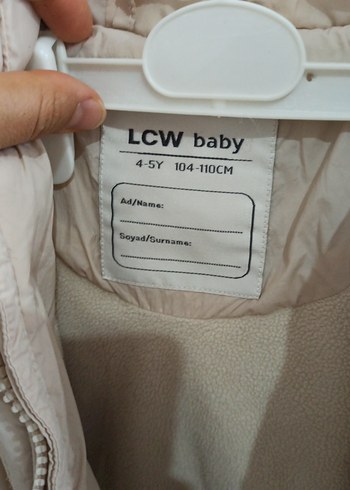 LCW baby
4-5Y 104-110CM
Ad/Name:
Soyad/Surname: